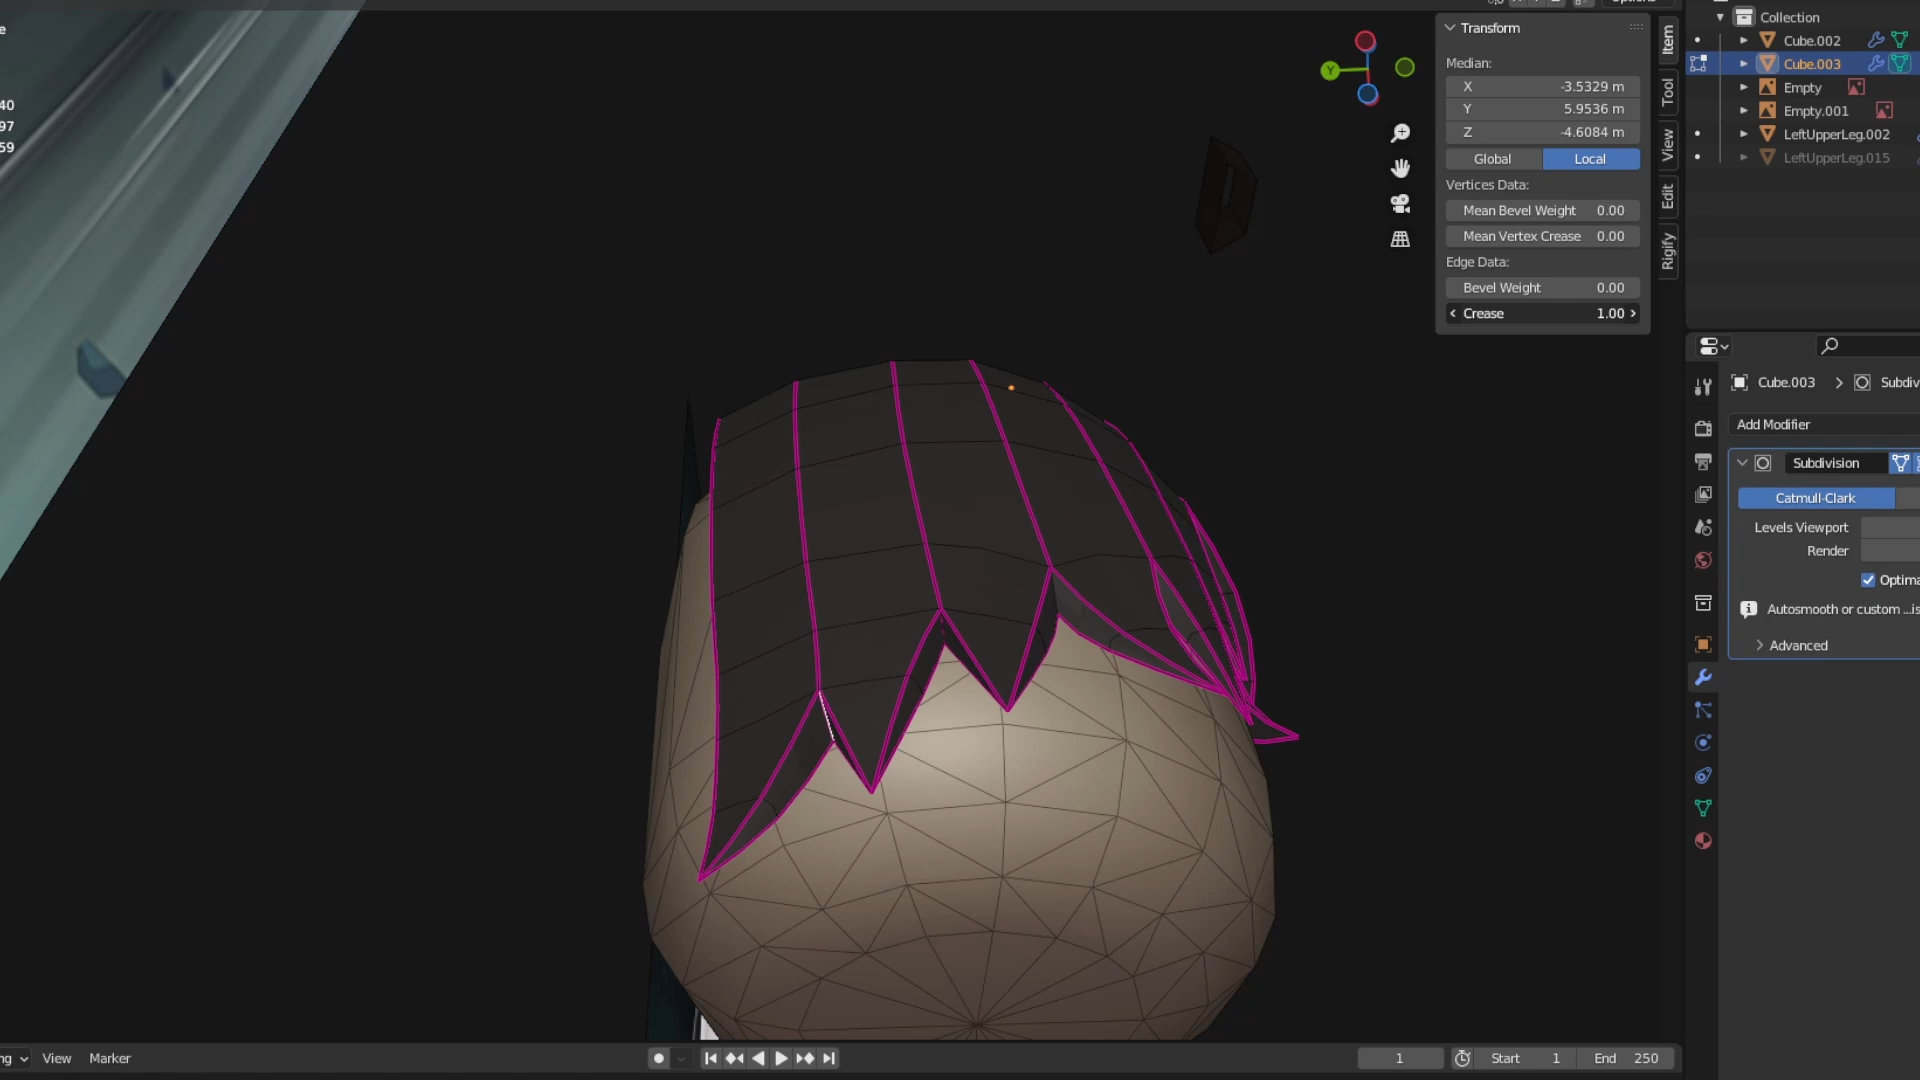 e
40
97
59
Options
Transform
Median:
X -3.5329 m
Y 5.9536 m
Z -4.6084 m
Global Local
Vertices Data:
Mean Bevel Weight 0.00
Mean Vertex Crease 0.00
Edge Data:
Bevel Weight 0.00
Crease 1.00
Y
Item
Tool
View
Edit
Rigify
Collection
Cube.002
Cube.003
Empty
Empty.001
LeftUpperLeg.002
LeftUpperLeg.015
Cube.003 > Subdiv
Add Modifier
Subdivision
Catmull-Clark
Levels Viewport
Render
Optima
Autosmooth or custom ...is
Advanced
ng View Marker
1 Start 1 End 250